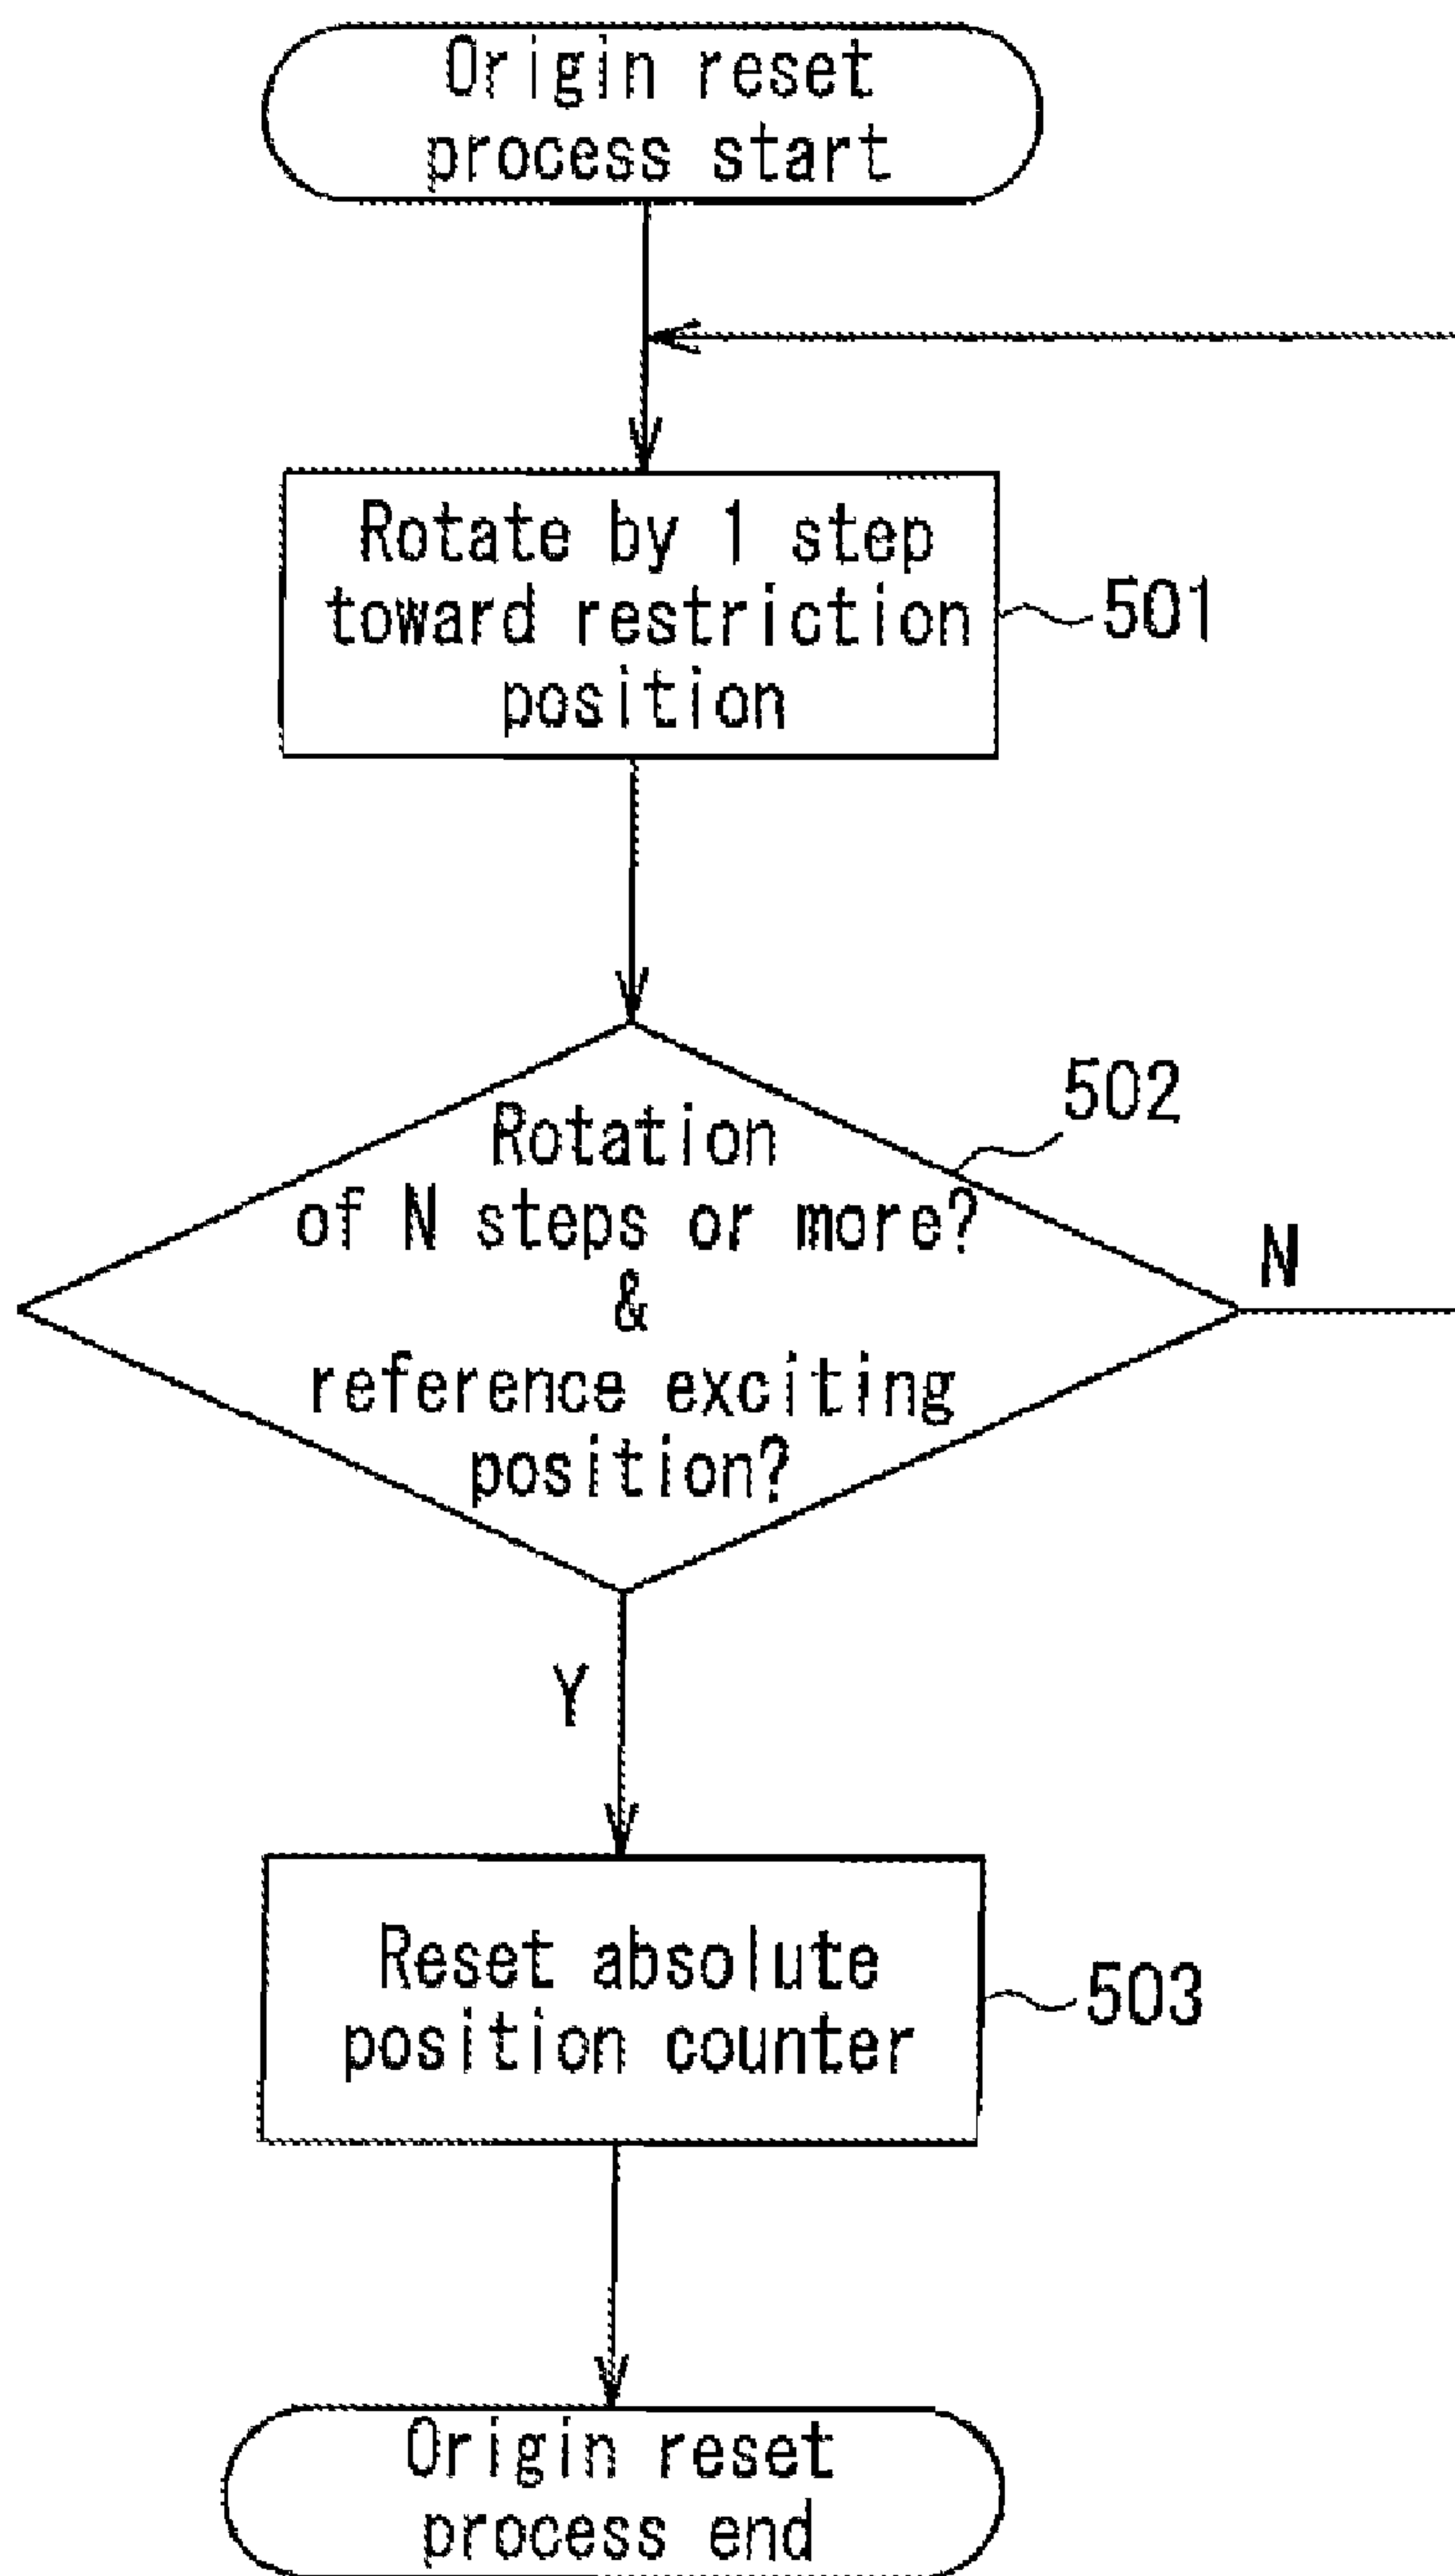 Origin reset
process start
Rotate by 1 step
toward restriction
position
501
502
Rotation
of N steps or more?
&
reference exciting
position?
N
Y
Reset absolute
position counter
503
Origin reset
process end